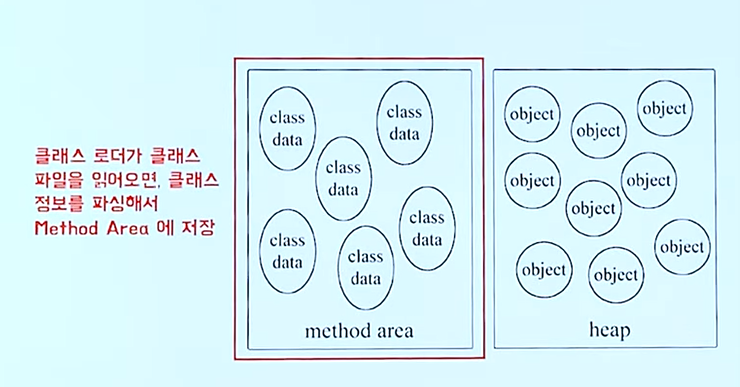 클래스 로더가 클래스
파일을 읽어오면, 클래스
정보를 파싱해서
Method Area 에 저장
class
data
class
data
class
data
class
data
class
data
class
data
method area
object
object
object
object
object
object
object
object
object
heap